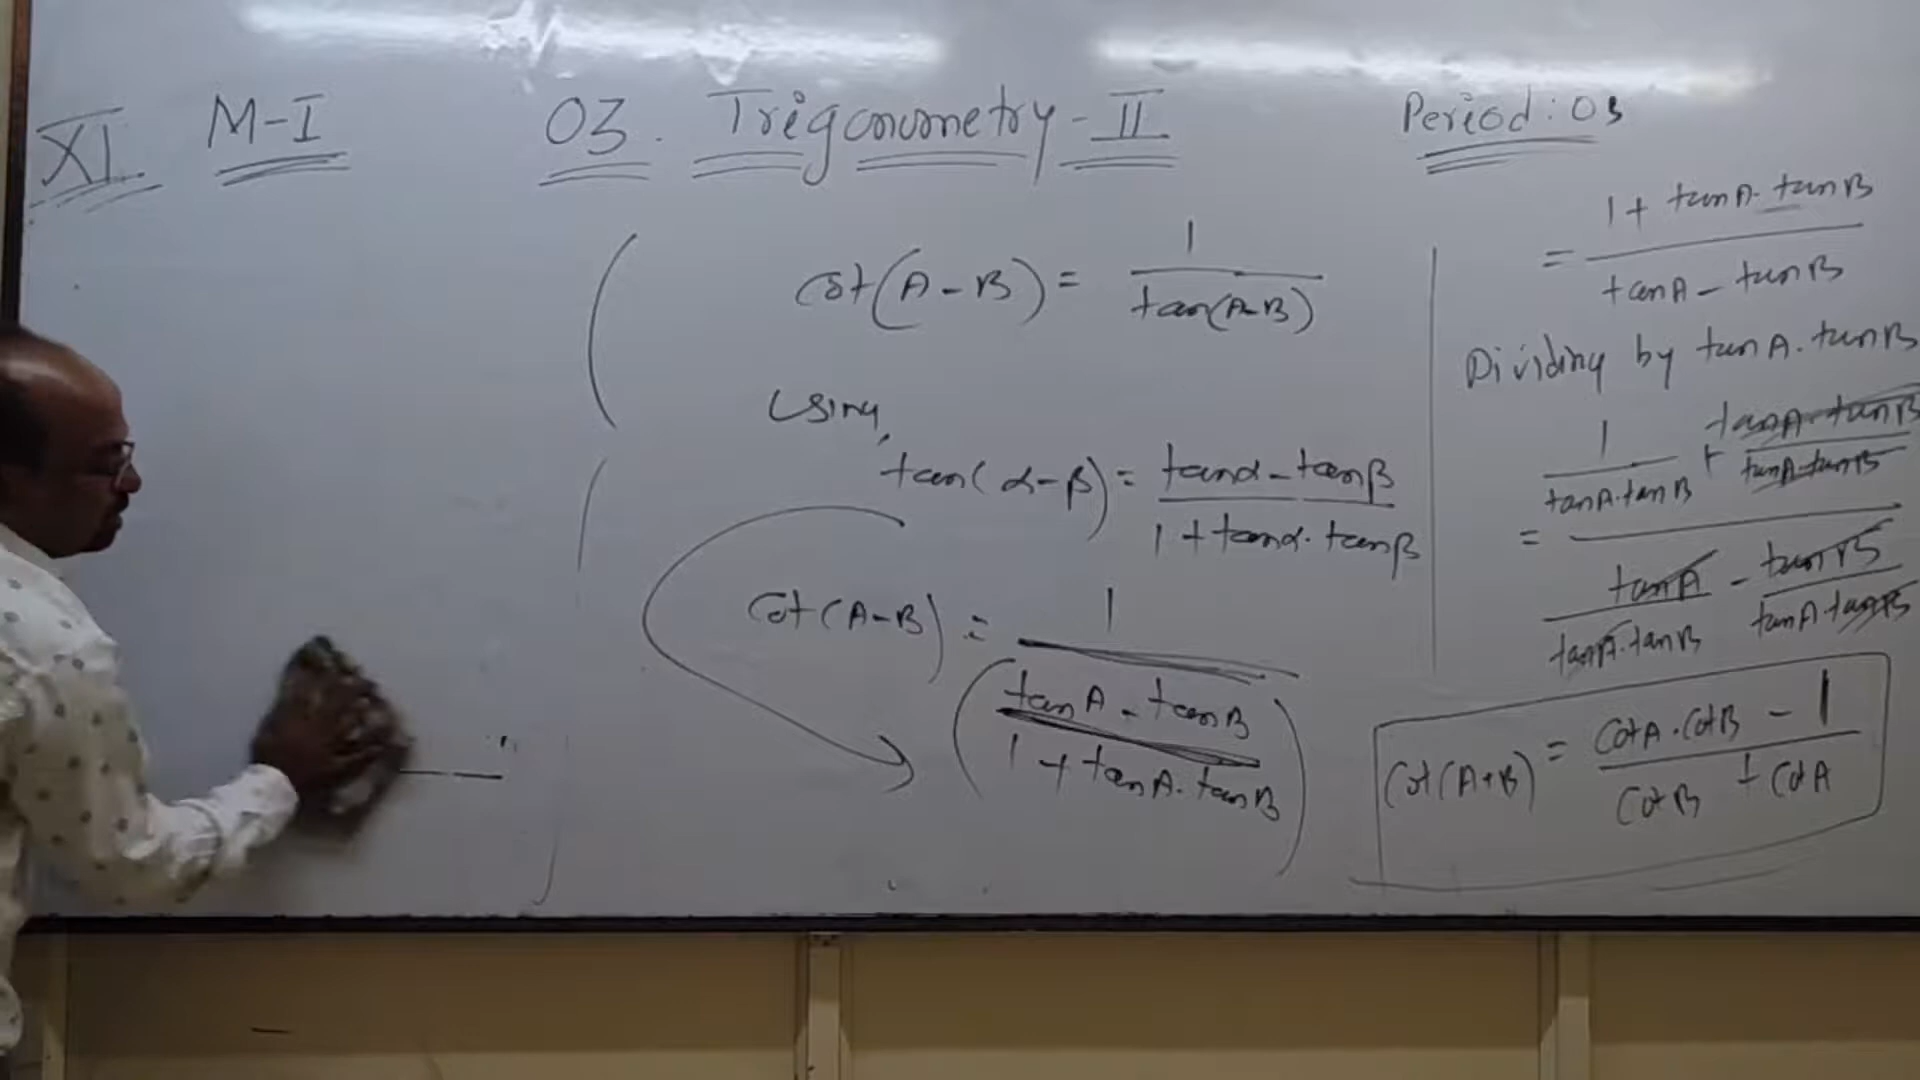 XI M-I 03. Trigonometry-II Period: 03
cot(A-B) = 1/tan(A-B)
Using,
tan(α-β) = (tanα - tanβ)/(1 + tanα.tanβ)
cot(A-B) = 1/((tanA - tanB)/(1 + tanA.tanB))
= (1 + tanA.tanB)/(tanA - tanB)
Dividing by tanA.tanB
= (1/(tanA.tanB) + (tanA.tanB)/(tanA.tanB))/(tanA/(tanA.tanB) - tanB/(tanA.tanB))
Cot(A+B) = (CotA.CotB - 1)/(CotB + CotA)